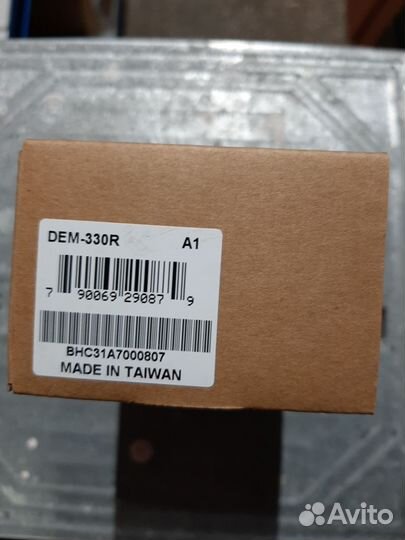 DEM-330R A1
7 90069 29087 9
BHC31A7000807
MADE IN TAIWAN
Avito